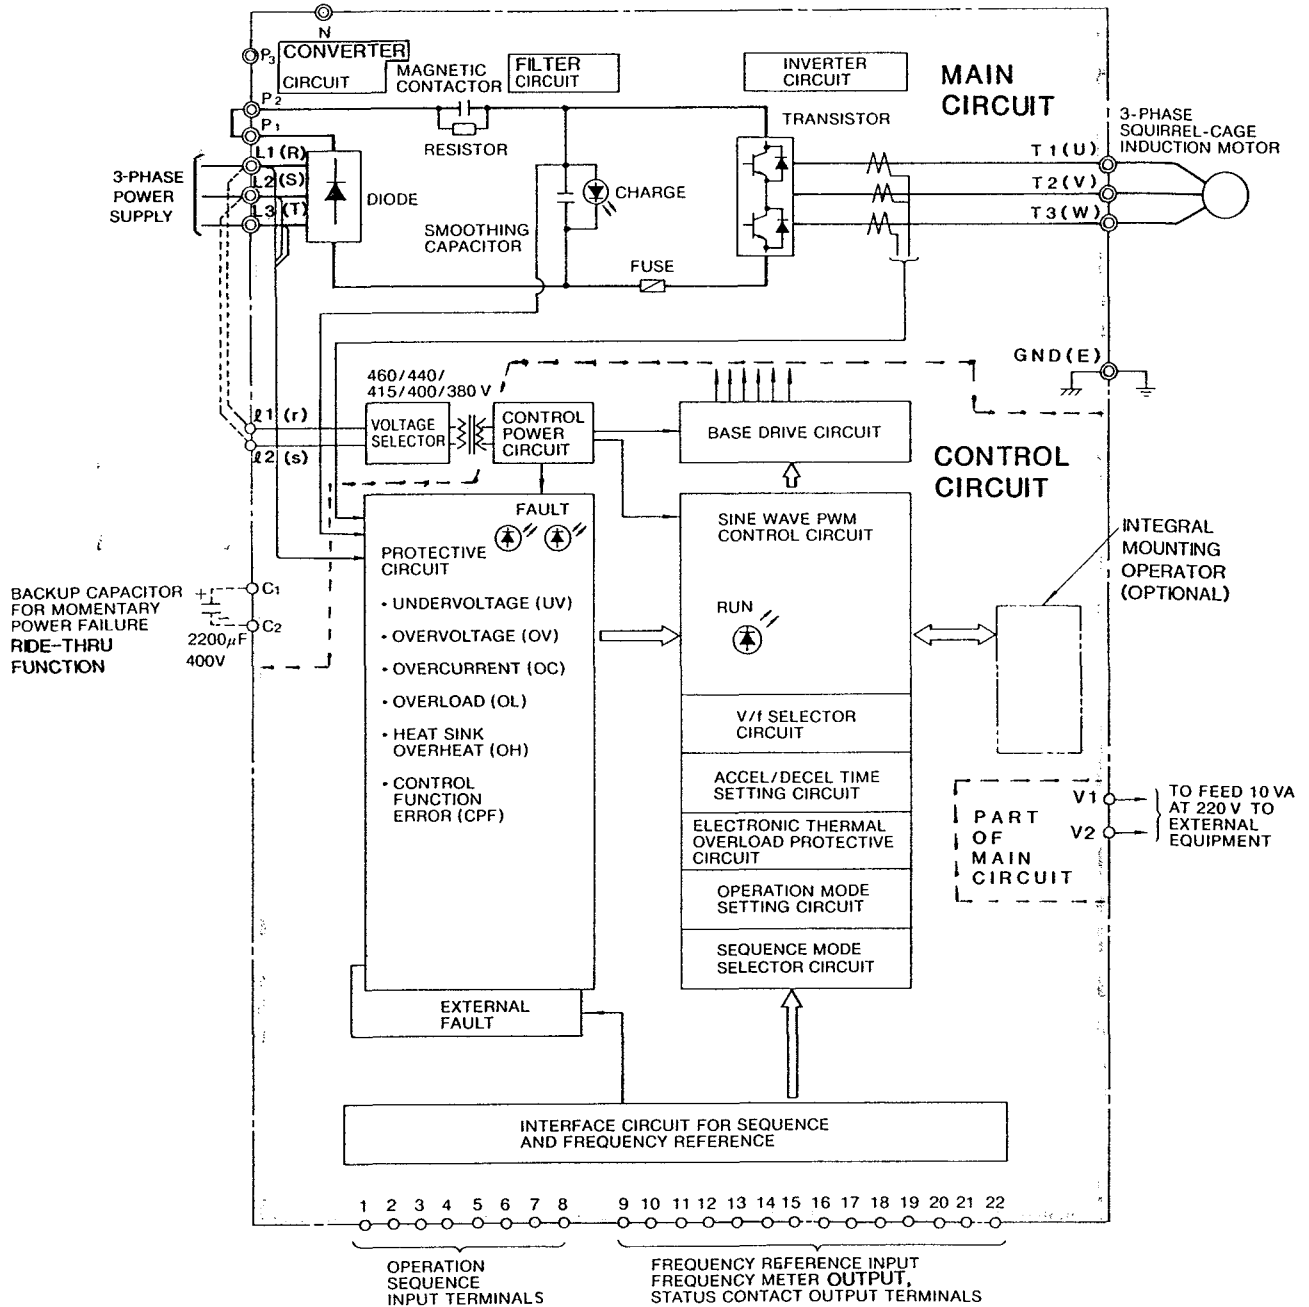 N
P3
CONVERTER
CIRCUIT
MAGNETIC
CONTACTOR
FILTER
CIRCUIT
INVERTER
CIRCUIT
MAIN
CIRCUIT
P2
P1
RESISTOR
TRANSISTOR
3-PHASE
SQUIRREL-CAGE
INDUCTION MOTOR
3-PHASE
POWER
SUPPLY
L1(R)
L2(S)
L3(T)
DIODE
CHARGE
SMOOTHING
CAPACITOR
FUSE
T1(U)
T2(V)
T3(W)
GND(E)
460/440/
415/400/380 V
ℓ1 (r)
ℓ2 (s)
VOLTAGE
SELECTOR
CONTROL
POWER
CIRCUIT
BASE DRIVE CIRCUIT
CONTROL
CIRCUIT
FAULT
PROTECTIVE
CIRCUIT
• UNDERVOLTAGE (UV)
• OVERVOLTAGE (OV)
• OVERCURRENT (OC)
• OVERLOAD (OL)
• HEAT SINK
OVERHEAT (OH)
• CONTROL
FUNCTION
ERROR (CPF)
SINE WAVE PWM
CONTROL CIRCUIT
RUN
V/f SELECTOR
CIRCUIT
ACCEL/DECEL TIME
SETTING CIRCUIT
ELECTRONIC THERMAL
OVERLOAD PROTECTIVE
CIRCUIT
OPERATION MODE
SETTING CIRCUIT
SEQUENCE MODE
SELECTOR CIRCUIT
INTEGRAL
MOUNTING
OPERATOR
(OPTIONAL)
BACKUP CAPACITOR
FOR MOMENTARY
POWER FAILURE
RIDE-THRU
FUNCTION
+
2200μF
400V
C1
C2
PART
OF
MAIN
CIRCUIT
V1
V2
TO FEED 10 VA
AT 220 V TO
EXTERNAL
EQUIPMENT
EXTERNAL
FAULT
INTERFACE CIRCUIT FOR SEQUENCE
AND FREQUENCY REFERENCE
1 2 3 4 5 6 7 8 9 10 11 12 13 14 15 16 17 18 19 20 21 22
OPERATION
SEQUENCE
INPUT TERMINALS
FREQUENCY REFERENCE INPUT
FREQUENCY METER OUTPUT,
STATUS CONTACT OUTPUT TERMINALS